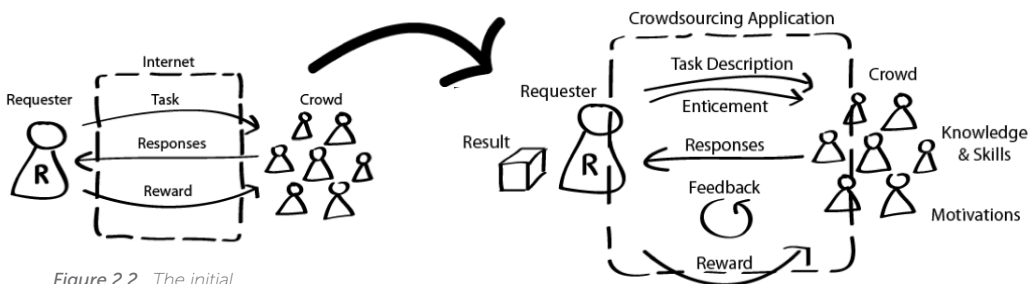 Internet
Requester
Task
Crowd
Responses
R
Reward
Figure 2.2 The initial
Crowdsourcing Application
Task Description
Crowd
Requester
Enticement
Result
Responses
Knowledge
& Skills
R
Feedback
Motivations
Reward